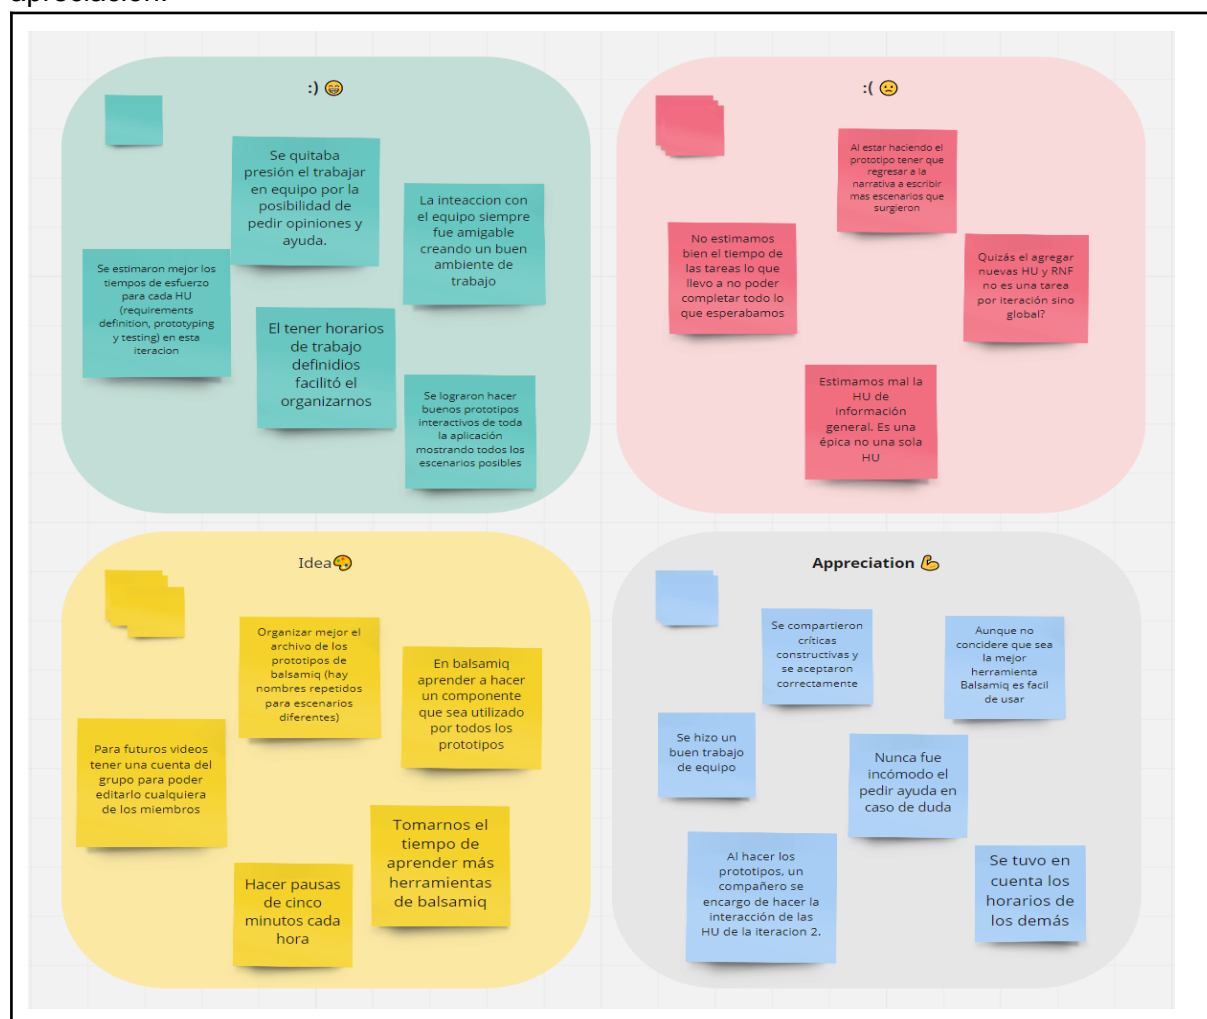 apreciación.
:) 😁
Se quitaba
presión el trabajar
en equipo por la
posibilidad de
pedir opiniones y
ayuda.
La inteaccion con
el equipo siempre
fue amigable
creando un buen
ambiente de
trabajo
Se estimaron mejor los
tiempos de esfuerzo
para cada HU
(requirements
definition, prototyping
y testing) en esta
iteracion
El tener horarios
de trabajo
definidios
facilitó el
organizarnos
Se lograron hacer
buenos prototipos
interactivos de toda
la aplicación
mostrando todos los
escenarios posibles
:( 🙁
Al estar haciendo el
prototipo tener que
regresar a la
narrativa a escribir
mas escenarios que
surgieron
No estimamos
bien el tiempo de
las tareas lo que
llevo a no poder
completar todo lo
que esperabamos
Quizás el agregar
nuevas HU y RNF
no es una tarea
por iteración sino
global?
Estimamos mal la
HU de
información
general. Es una
épica no una sola
HU
Idea🎨
Organizar mejor el
archivo de los
prototipos de
balsamiq (hay
nombres repetidos
para escenarios
diferentes)
En balsamiq
aprender a hacer
un componente
que sea utilizado
por todos los
prototipos
Para futuros videos
tener una cuenta del
grupo para poder
editarlo cualquiera
de los miembros
Tomarnos el
tiempo de
aprender más
herramientas
de balsamiq
Hacer pausas
de cinco
minutos cada
hora
Appreciation 💪
Se compartieron
críticas
constructivas y
se aceptaron
correctamente
Aunque no
concidere que sea
la mejor
herramienta
Balsamiq es facil
de usar
Se hizo un
buen trabajo
de equipo
Nunca fue
incómodo el
pedir ayuda en
caso de duda
Al hacer los
prototipos, un
compañero se
encargo de hacer la
interacción de las
HU de la iteracion 2.
Se tuvo en
cuenta los
horarios de
los demás